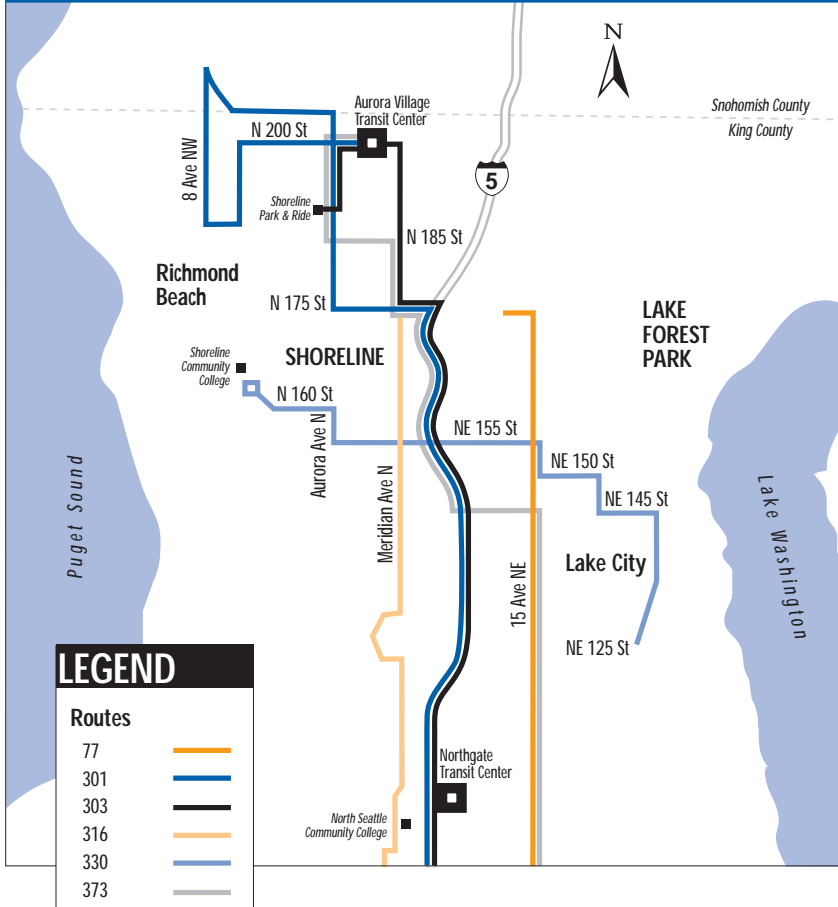 N
Snohomish County
King County
Aurora Village
Transit Center
N 200 St
8 Ave NW
5
Shoreline
Park & Ride
N 185 St
Richmond
Beach
N 175 St
LAKE
FOREST
PARK
Shoreline
Community
College
SHORELINE
N 160 St
Aurora Ave N
NE 155 St
NE 150 St
NE 145 St
Puget Sound
Meridian Ave N
Lake Washington
Lake City
15 Ave NE
NE 125 St
LEGEND
Routes
77
301
303
316
330
373
Northgate
Transit Center
North Seattle
Community College